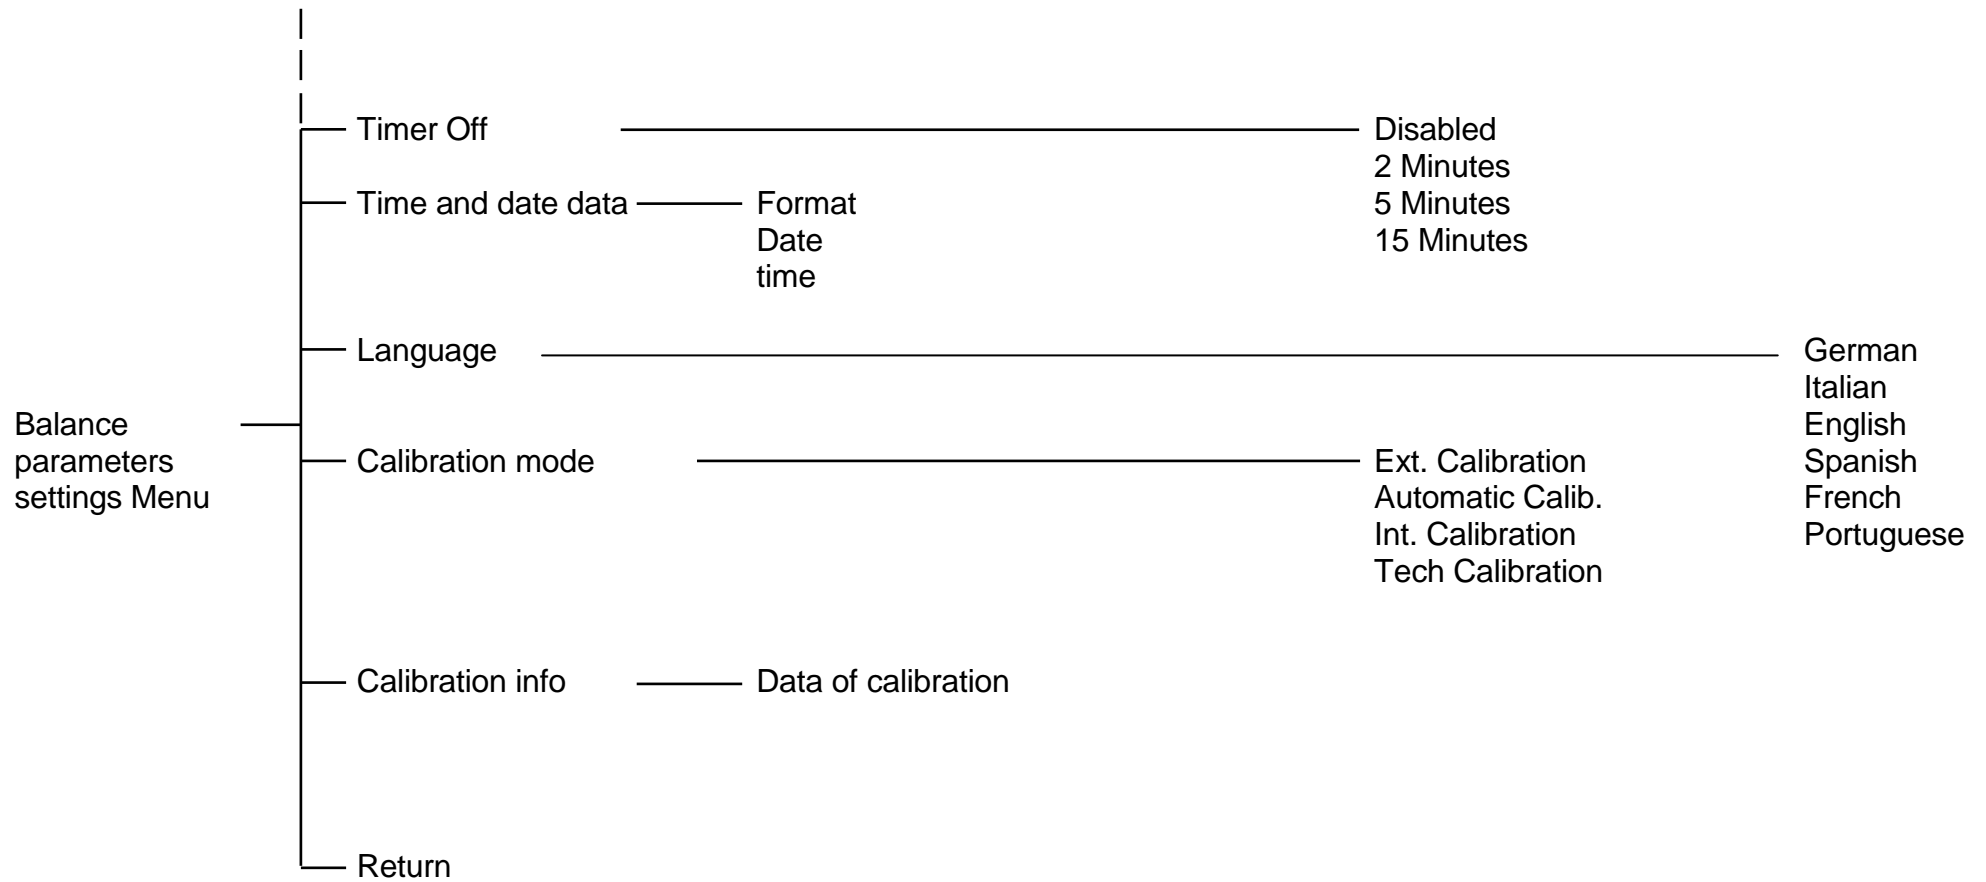 Timer Off
Disabled
2 Minutes
5 Minutes
15 Minutes
Time and date data
Format
Date
time
Language
German
Italian
English
Spanish
French
Portuguese
Balance
parameters
settings Menu
Calibration mode
Ext. Calibration
Automatic Calib.
Int. Calibration
Tech Calibration
Calibration info
Data of calibration
Return